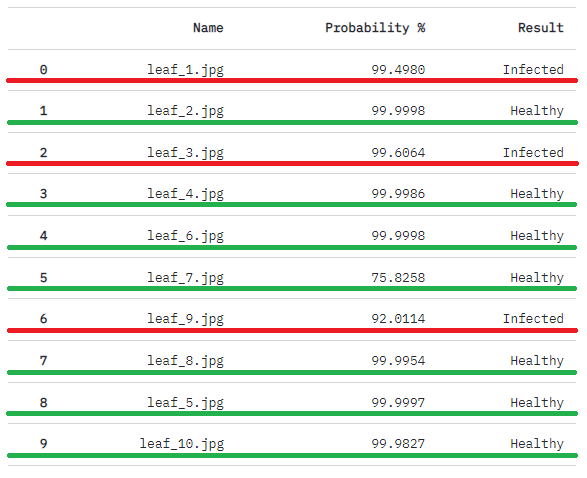 Name Probability % Result
0 leaf_1.jpg 99.4980 Infected
1 leaf_2.jpg 99.9998 Healthy
2 leaf_3.jpg 99.6064 Infected
3 leaf_4.jpg 99.9986 Healthy
4 leaf_6.jpg 99.9998 Healthy
5 leaf_7.jpg 75.8258 Healthy
6 leaf_9.jpg 92.0114 Infected
7 leaf_8.jpg 99.9954 Healthy
8 leaf_5.jpg 99.9997 Healthy
9 leaf_10.jpg 99.9827 Healthy